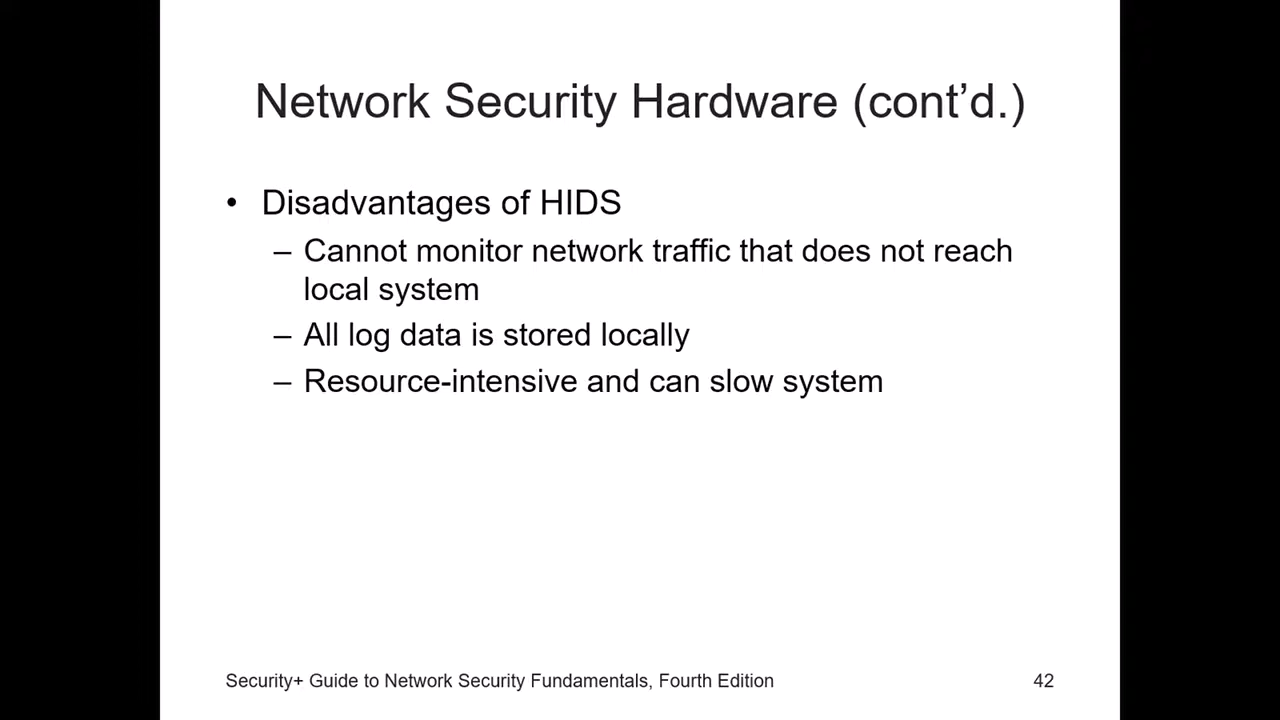 Network Security Hardware (cont’d.)
• Disadvantages of HIDS
– Cannot monitor network traffic that does not reach
local system
– All log data is stored locally
– Resource-intensive and can slow system
Security+ Guide to Network Security Fundamentals, Fourth Edition
42